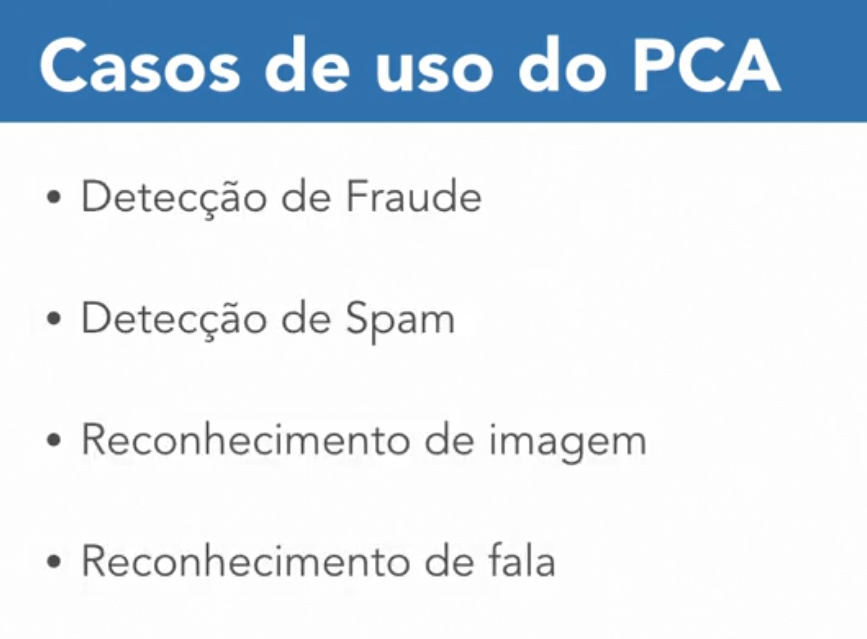 Casos de uso do PCA
• Detecção de Fraude
• Detecção de Spam
• Reconhecimento de imagem
• Reconhecimento de fala